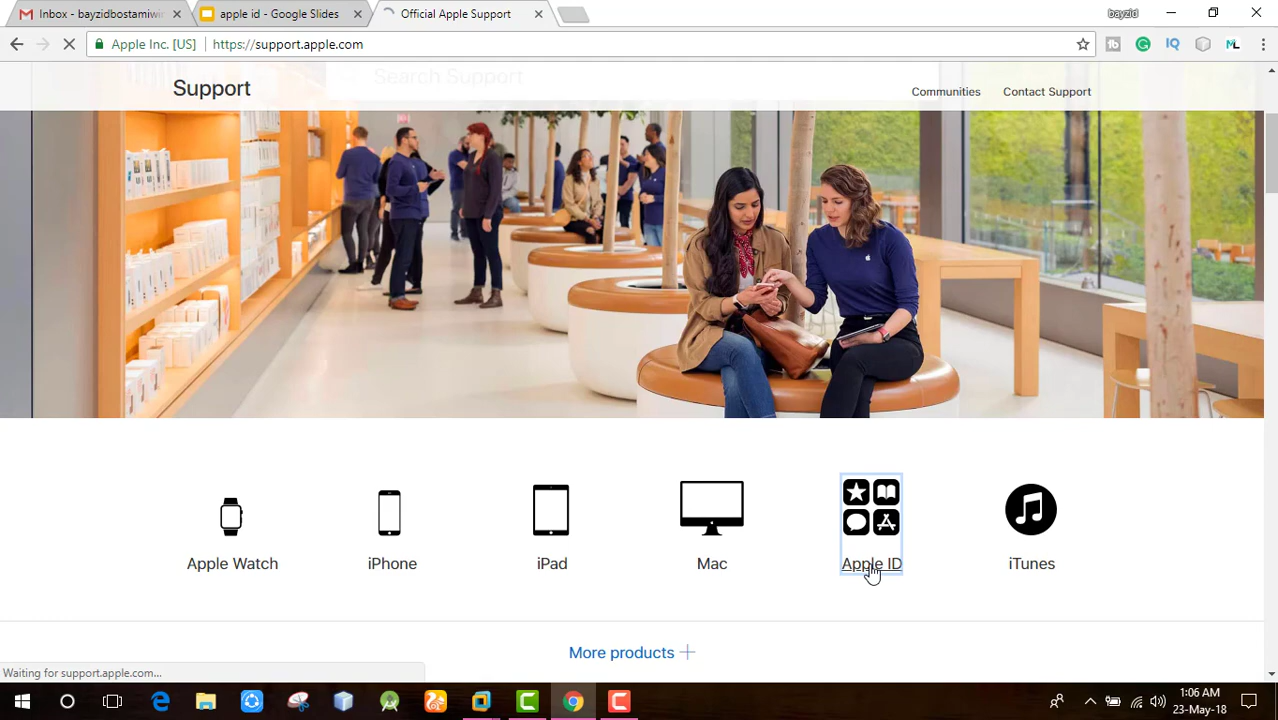 Inbox - bayzidbostamiwin
apple id - Google Slides
Official Apple Support
bayzid
Apple Inc. [US]
https://support.apple.com
Search Support
Support
Communities
Contact Support
Apple Watch
iPhone
iPad
Mac
Apple ID
iTunes
More products
Waiting for support.apple.com...
1:06 AM
23-May-18